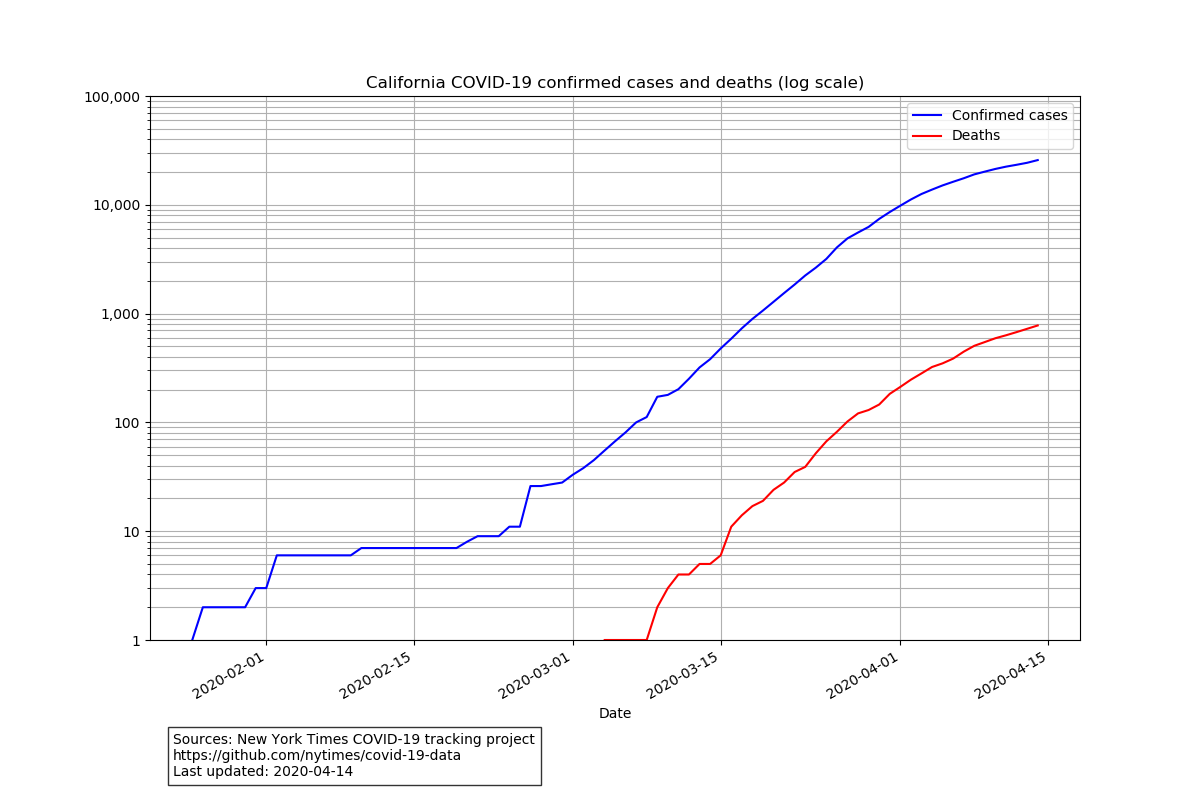 California COVID-19 confirmed cases and deaths (log scale)
100,000
10,000
1,000
100
10
1
Confirmed cases
Deaths
2020-02-01
2020-02-15
2020-03-01
2020-03-15
2020-04-01
2020-04-15
Date
Sources: New York Times COVID-19 tracking project
https://github.com/nytimes/covid-19-data
Last updated: 2020-04-14